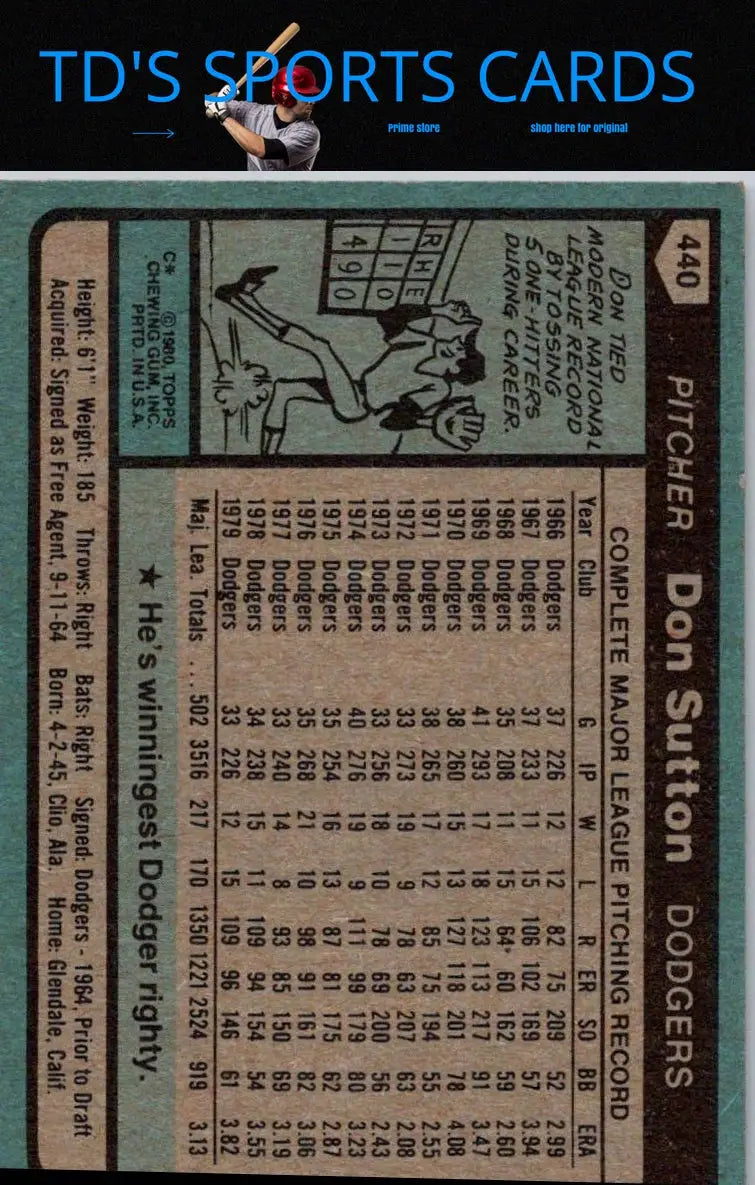 TD'S SPORTS CARDS
Prime store
shop here for original
440
PITCHER Don Sutton DODGERS
DON TIED
MODERN NATIONAL
LEAGUE RECORD
BY TOSSING
5 ONE-HITTERS
DURING CAREER.
R H E
1 1 0
4 9 0
C* © 1980, TOPPS
CHEWING GUM, INC.
PRTD. IN U.S.A.
COMPLETE MAJOR LEAGUE PITCHING RECORD
Year Club G IP W L R ER SO BB ERA
1966 Dodgers 37 226 12 12 82 75 209 52 2.99
1967 Dodgers 37 233 11 15 106 102 169 57 3.94
1968 Dodgers 35 208 11 15 64* 60 162 59 2.60
1969 Dodgers 41 293 17 18 123 113 217 91 3.47
1970 Dodgers 38 260 15 13 127 118 201 78 4.08
1971 Dodgers 38 265 17 12 85 75 194 55 2.55
1972 Dodgers 33 273 19 9 78 63 207 63 2.08
1973 Dodgers 33 256 18 10 78 69 200 56 2.43
1974 Dodgers 40 276 19 9 111 99 179 80 3.23
1975 Dodgers 35 254 16 13 87 81 175 62 2.87
1976 Dodgers 35 268 21 10 98 91 161 82 3.06
1977 Dodgers 33 240 14 8 93 85 150 69 3.19
1978 Dodgers 34 238 15 11 109 94 154 54 3.55
1979 Dodgers 33 226 12 15 109 96 146 61 3.82
Maj. Lea. Totals ... 502 3516 217 170 1350 1221 2524 919 3.13
★ He's winningest Dodger righty.
Height: 6'1" Weight: 185 Throws: Right Bats: Right Signed: Dodgers - 1964, Prior to Draft
Acquired: Signed as Free Agent, 9-11-64 Born: 4-2-45, Clio, Ala. Home: Glendale, Calif.